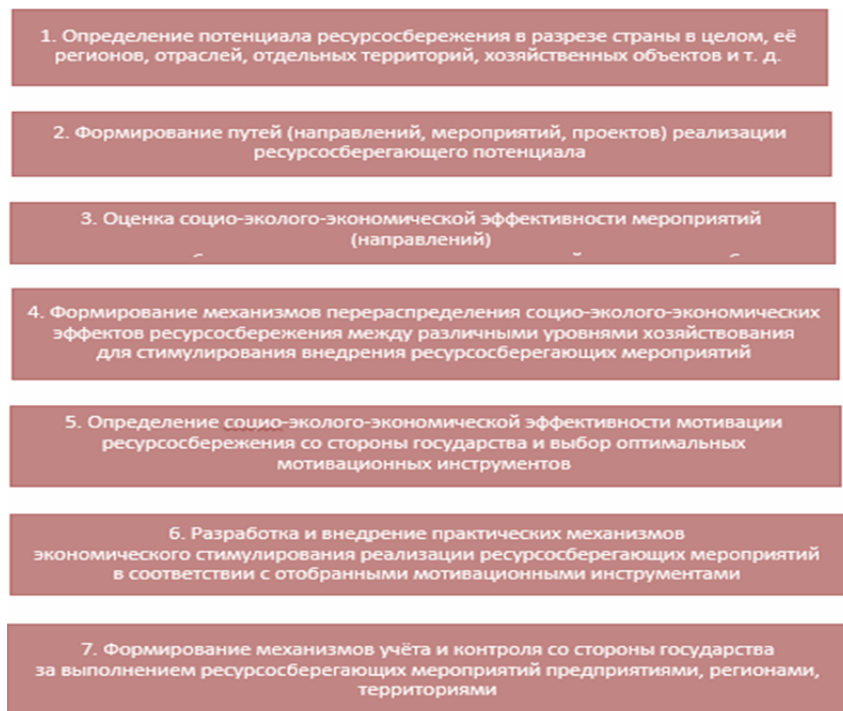 1. Определение потенциала ресурсосбережения в разрезе страны в целом, её
регионов, отраслей, отдельных территорий, хозяйственных объектов и т. д.
2. Формирование путей (направлений, мероприятий, проектов) реализации
ресурсосберегающего потенциала
3. Оценка социо-эколого-экономической эффективности мероприятий
(направлений)
4. Формирование механизмов перераспределения социо-эколого-экономических
эффектов ресурсосбережения между различными уровнями хозяйствования
для стимулирования внедрения ресурсосберегающих мероприятий
5. Определение социо-эколого-экономической эффективности мотивации
ресурсосбережения со стороны государства и выбор оптимальных
мотивационных инструментов
6. Разработка и внедрение практических механизмов
экономического стимулирования реализации ресурсосберегающих мероприятий
в соответствии с отобранными мотивационными инструментами
7. Формирование механизмов учёта и контроля со стороны государства
за выполнением ресурсосберегающих мероприятий предприятиями, регионами,
территориями